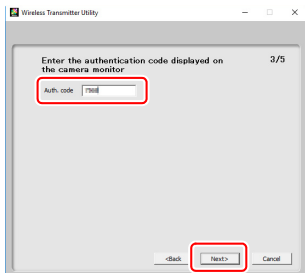 Wireless Transmitter Utility
Enter the authentication code displayed on
the camera monitor
3/5
Auth. code
<Back
Next>
Cancel